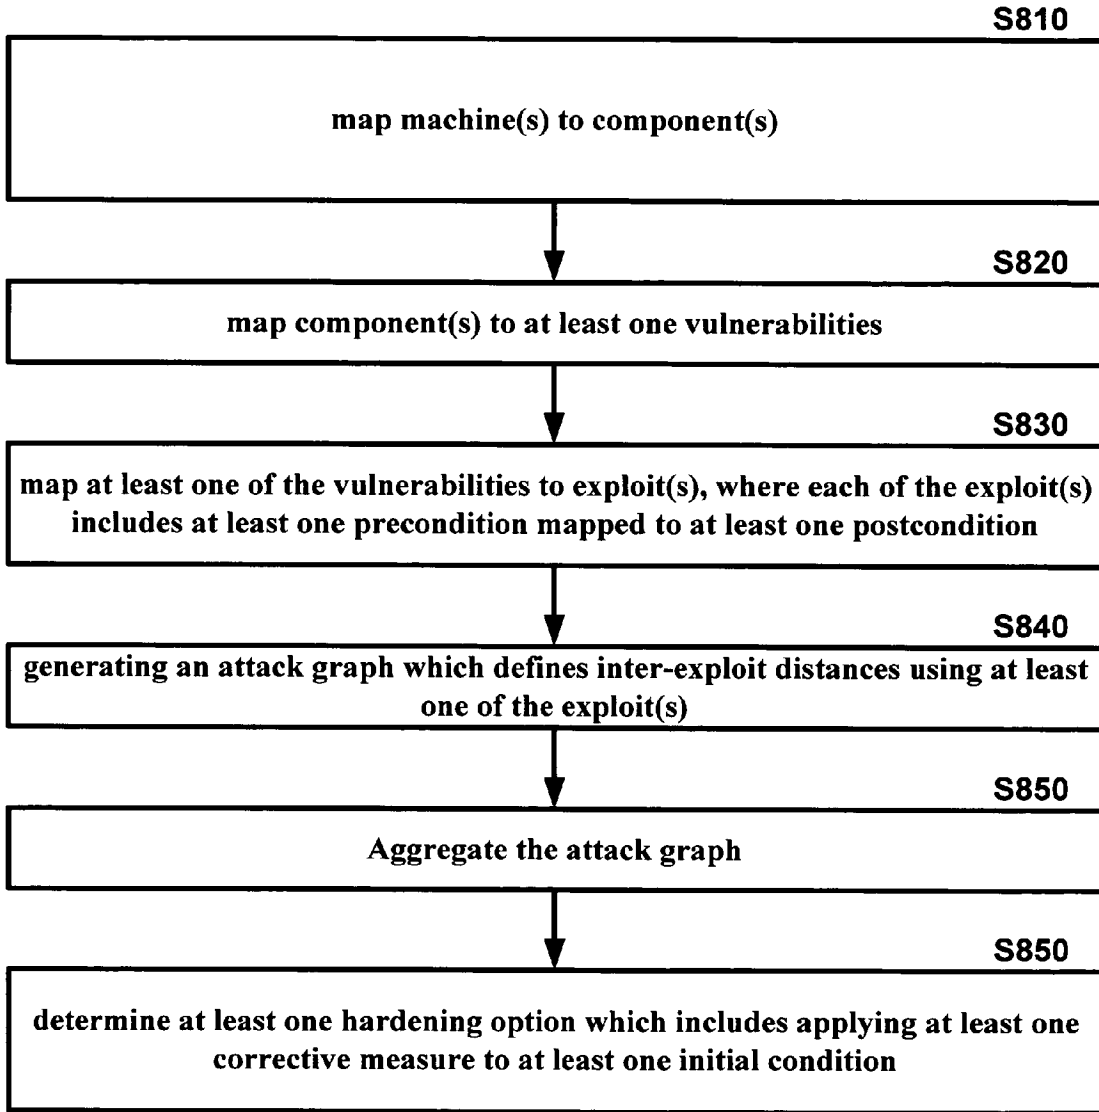 S810
map machine(s) to component(s)
S820
map component(s) to at least one vulnerabilities
S830
map at least one of the vulnerabilities to exploit(s), where each of the exploit(s)
includes at least one precondition mapped to at least one postcondition
S840
generating an attack graph which defines inter-exploit distances using at least
one of the exploit(s)
S850
Aggregate the attack graph
S850
determine at least one hardening option which includes applying at least one
corrective measure to at least one initial condition